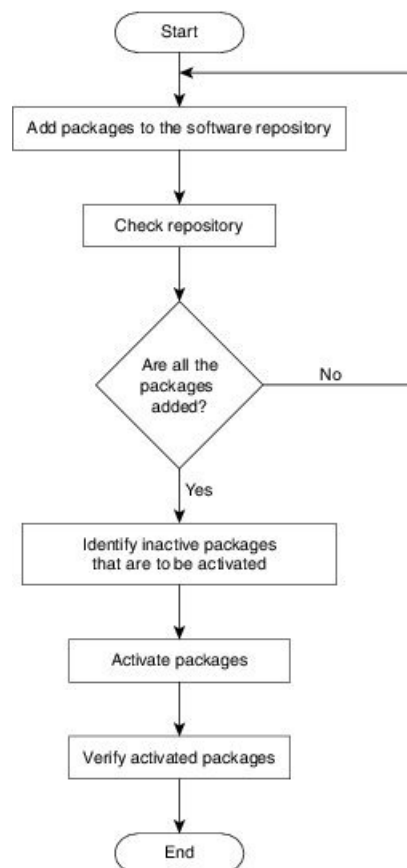 Start
Add packages to the software repository
Check repository
Are all the
packages
added?
No
Yes
Identify inactive packages
that are to be activated
Activate packages
Verify activated packages
End